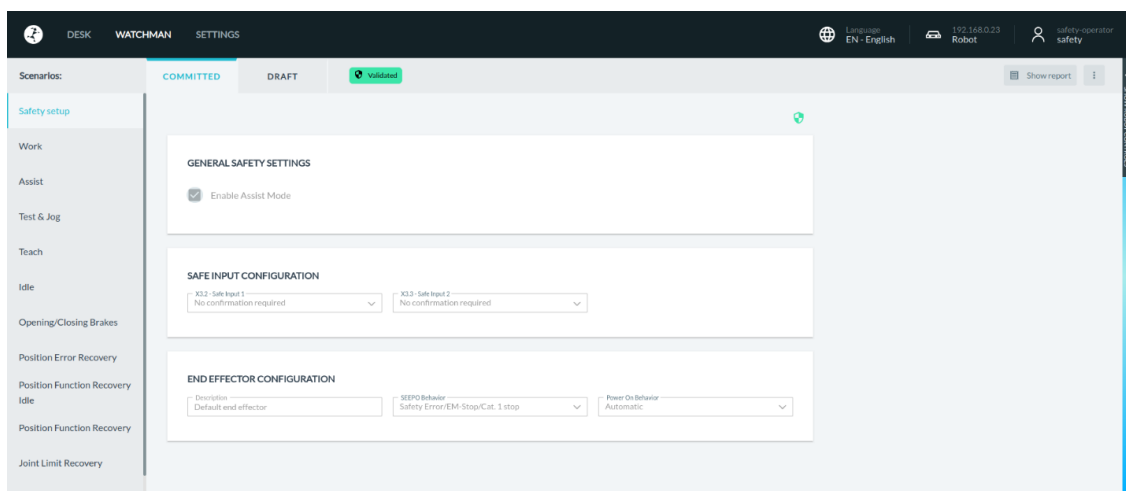 DESK WATCHMAN SETTINGS
Language
EN - English
192.168.0.23
Robot
safety-operator
safety
Scenarios:
COMMITTED DRAFT Validated Show report
Safety setup
Work
Assist
Test & Jog
Teach
Idle
Opening/Closing Brakes
Position Error Recovery
Position Function Recovery
Idle
Position Function Recovery
Joint Limit Recovery
GENERAL SAFETY SETTINGS
Enable Assist Mode
SAFE INPUT CONFIGURATION
X3.2 - Safe Input 1
No confirmation required
X3.3 - Safe Input 2
No confirmation required
END EFFECTOR CONFIGURATION
Description
Default end effector
SEEPO Behavior
Safety Error/EM-Stop/Cat. 1 stop
Power On Behavior
Automatic